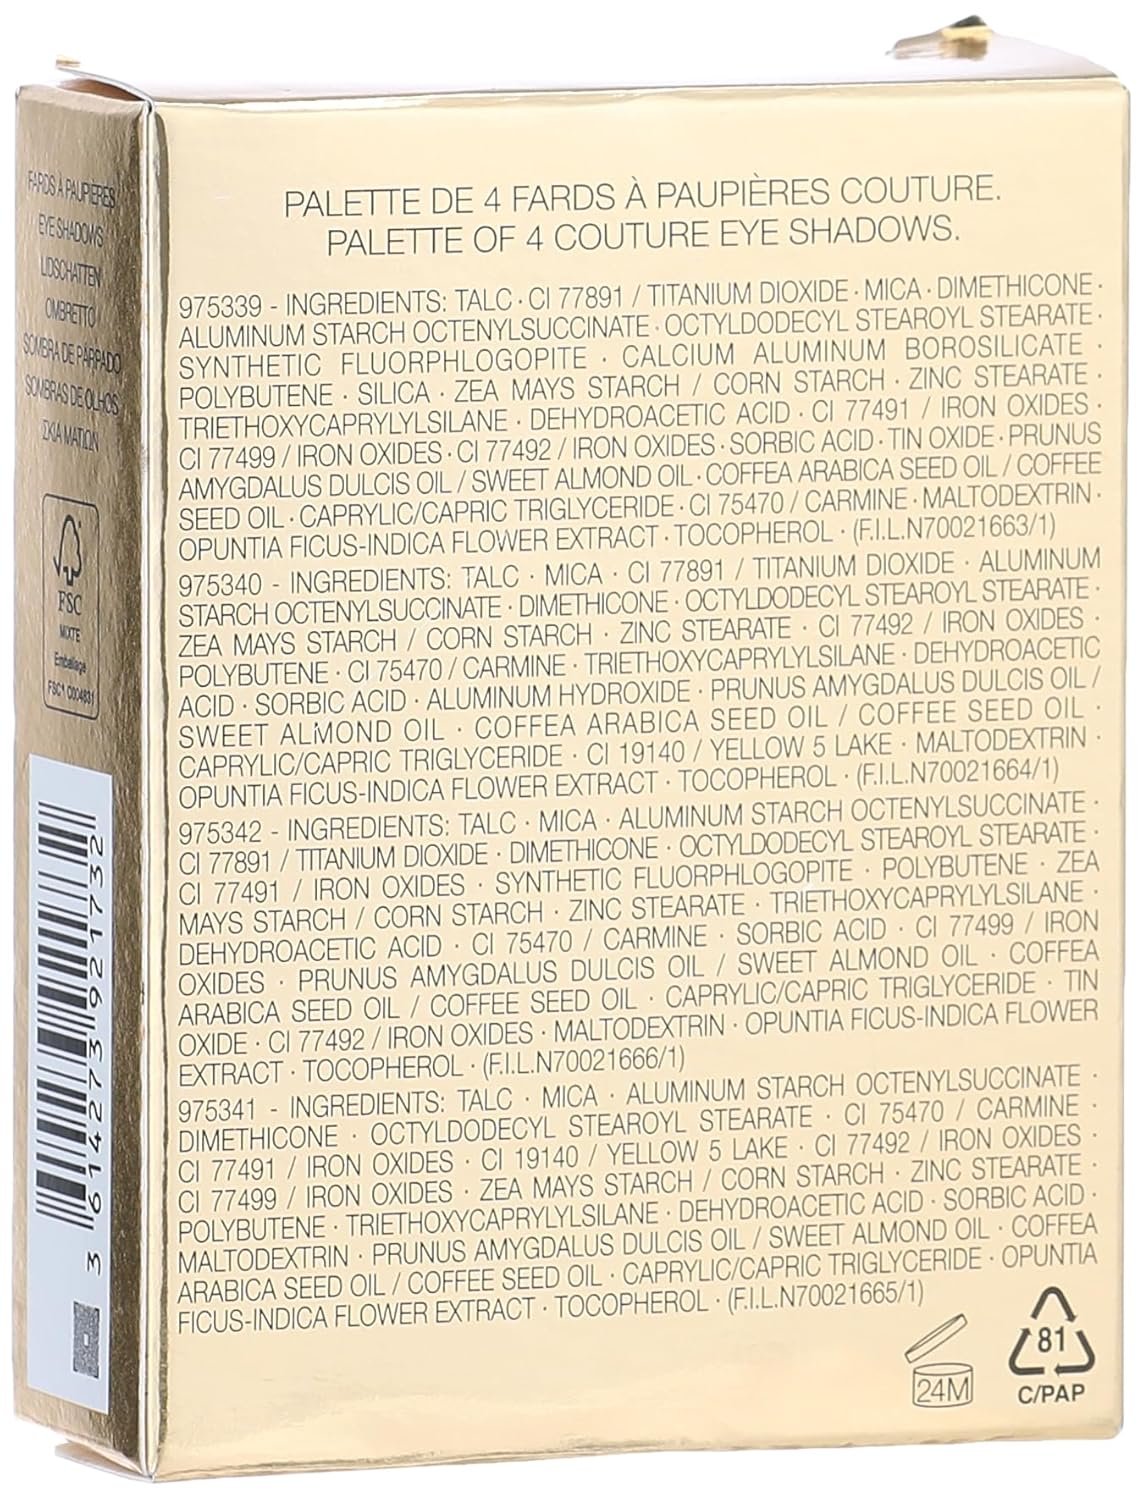 FARDS À PAUPIÈRES
EYE SHADOWS
LIDSCHATTEN
OMBRETTO
SOMBRA DE PÁRPADO
SOMBRAS DE OLHOS
ΣΚΙΑ ΜΑΤΙΩΝ
FSC
MIXTE
Emballage
FSC® C004831
3 614273 921732
PALETTE DE 4 FARDS À PAUPIÈRES COUTURE.
PALETTE OF 4 COUTURE EYE SHADOWS.
975339 - INGREDIENTS: TALC · CI 77891 / TITANIUM DIOXIDE · MICA · DIMETHICONE ·
ALUMINUM STARCH OCTENYLSUCCINATE · OCTYLDODECYL STEAROYL STEARATE ·
SYNTHETIC FLUORPHLOGOPITE · CALCIUM ALUMINUM BOROSILICATE ·
POLYBUTENE · SILICA · ZEA MAYS STARCH / CORN STARCH · ZINC STEARATE ·
TRIETHOXYCAPRYLYLSILANE · DEHYDROACETIC ACID · CI 77491 / IRON OXIDES ·
CI 77499 / IRON OXIDES · CI 77492 / IRON OXIDES · SORBIC ACID · TIN OXIDE · PRUNUS
AMYGDALUS DULCIS OIL / SWEET ALMOND OIL · COFFEA ARABICA SEED OIL / COFFEE
SEED OIL · CAPRYLIC/CAPRIC TRIGLYCERIDE · CI 75470 / CARMINE · MALTODEXTRIN ·
OPUNTIA FICUS-INDICA FLOWER EXTRACT · TOCOPHEROL · (F.I.L.N70021663/1)
975340 - INGREDIENTS: TALC · MICA · CI 77891 / TITANIUM DIOXIDE · ALUMINUM
STARCH OCTENYLSUCCINATE · DIMETHICONE · OCTYLDODECYL STEAROYL STEARATE ·
ZEA MAYS STARCH / CORN STARCH · ZINC STEARATE · CI 77492 / IRON OXIDES ·
POLYBUTENE · CI 75470 / CARMINE · TRIETHOXYCAPRYLYLSILANE · DEHYDROACETIC
ACID · SORBIC ACID · ALUMINUM HYDROXIDE · PRUNUS AMYGDALUS DULCIS OIL /
SWEET ALMOND OIL · COFFEA ARABICA SEED OIL / COFFEE SEED OIL ·
CAPRYLIC/CAPRIC TRIGLYCERIDE · CI 19140 / YELLOW 5 LAKE · MALTODEXTRIN ·
OPUNTIA FICUS-INDICA FLOWER EXTRACT · TOCOPHEROL · (F.I.L.N70021664/1)
975342 - INGREDIENTS: TALC · MICA · ALUMINUM STARCH OCTENYLSUCCINATE ·
CI 77891 / TITANIUM DIOXIDE · DIMETHICONE · OCTYLDODECYL STEAROYL STEARATE ·
CI 77491 / IRON OXIDES · SYNTHETIC FLUORPHLOGOPITE · POLYBUTENE · ZEA
MAYS STARCH / CORN STARCH · ZINC STEARATE · TRIETHOXYCAPRYLYLSILANE ·
DEHYDROACETIC ACID · CI 75470 / CARMINE · SORBIC ACID · CI 77499 / IRON
OXIDES · PRUNUS AMYGDALUS DULCIS OIL / SWEET ALMOND OIL · COFFEA
ARABICA SEED OIL / COFFEE SEED OIL · CAPRYLIC/CAPRIC TRIGLYCERIDE · TIN
OXIDE · CI 77492 / IRON OXIDES · MALTODEXTRIN · OPUNTIA FICUS-INDICA FLOWER
EXTRACT · TOCOPHEROL · (F.I.L.N70021666/1)
975341 - INGREDIENTS: TALC · MICA · ALUMINUM STARCH OCTENYLSUCCINATE ·
DIMETHICONE · OCTYLDODECYL STEAROYL STEARATE · CI 75470 / CARMINE ·
CI 77491 / IRON OXIDES · CI 19140 / YELLOW 5 LAKE · CI 77492 / IRON OXIDES ·
CI 77499 / IRON OXIDES · ZEA MAYS STARCH / CORN STARCH · ZINC STEARATE ·
POLYBUTENE · TRIETHOXYCAPRYLYLSILANE · DEHYDROACETIC ACID · SORBIC ACID ·
MALTODEXTRIN · PRUNUS AMYGDALUS DULCIS OIL / SWEET ALMOND OIL · COFFEA
ARABICA SEED OIL / COFFEE SEED OIL · CAPRYLIC/CAPRIC TRIGLYCERIDE · OPUNTIA
FICUS-INDICA FLOWER EXTRACT · TOCOPHEROL · (F.I.L.N70021665/1)
24M
81
C/PAP